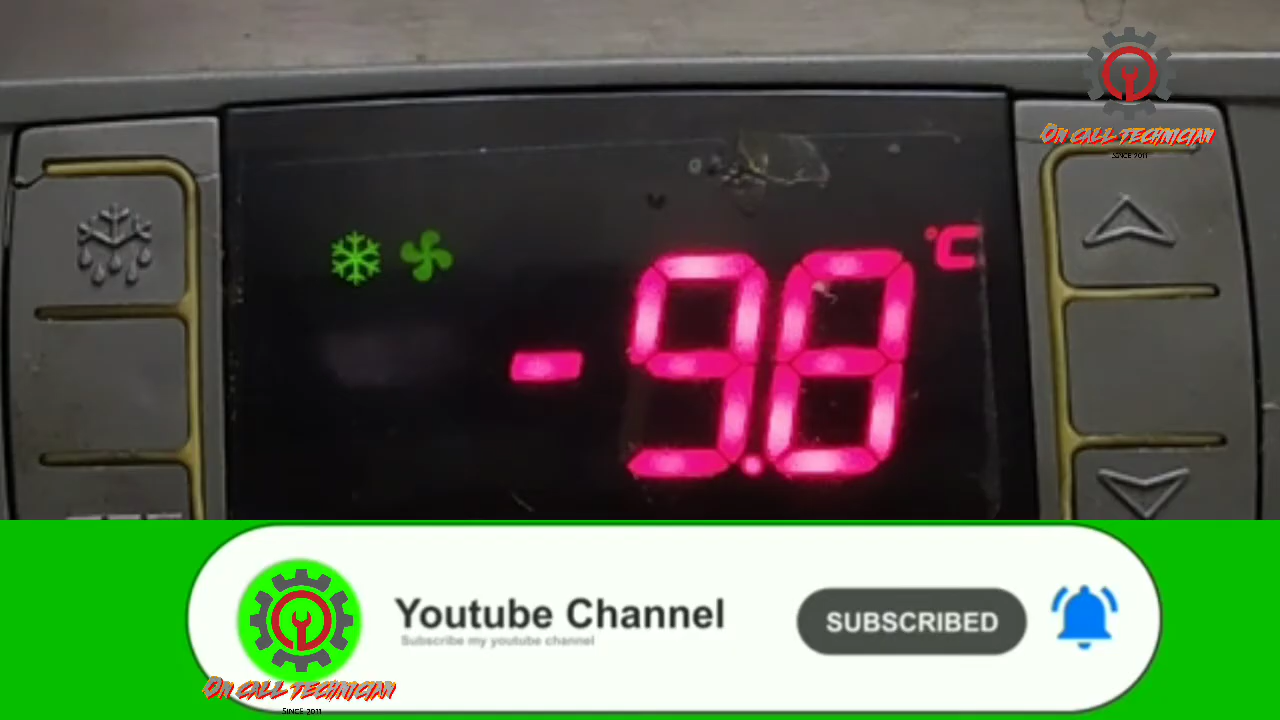 On Call Technician
Since 2011
°C
-9.8
Youtube Channel
Subscribe my youtube channel
SUBSCRIBED
On Call Technician
Since 2011